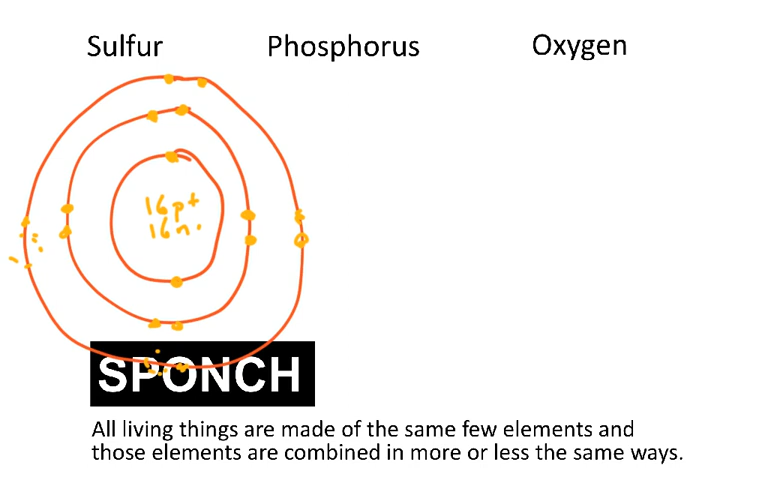 Sulfur Phosphorus Oxygen
16p+
16n.
SPONCH
All living things are made of the same few elements and
those elements are combined in more or less the same ways.